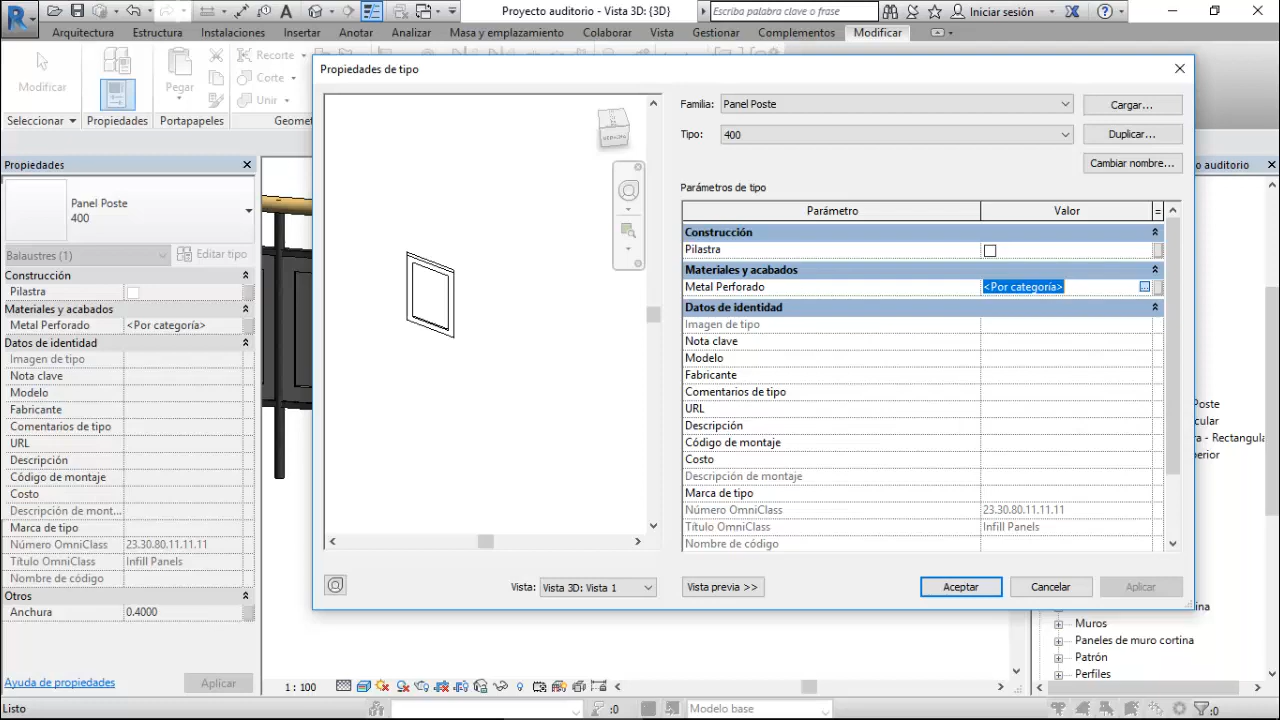 Proyecto auditorio - Vista 3D: {3D}
Escriba palabra clave o frase
Iniciar sesión
Arquitectura Estructura Instalaciones Insertar Anotar Analizar Masa y emplazamiento Colaborar Vista Gestionar Complementos Modificar
Modificar
Pegar
Recorte
Corte
Unir
Seleccionar Propiedades Portapapeles Geomet
Propiedades
Panel Poste
400
Balaustres (1)
Editar tipo
Construcción
Pilastra
Materiales y acabados
Metal Perforado <Por categoría>
Datos de identidad
Imagen de tipo
Nota clave
Modelo
Fabricante
Comentarios de tipo
URL
Descripción
Código de montaje
Costo
Descripción de mont...
Marca de tipo
Número OmniClass 23.30.80.11.11.11
Título OmniClass Infill Panels
Nombre de código
Otros
Anchura 0.4000
Ayuda de propiedades
Aplicar
Listo
Propiedades de tipo
Familia: Panel Poste Cargar...
Tipo: 400 Duplicar...
Cambiar nombre...
Parámetros de tipo
Parámetro Valor =
Construcción
Pilastra
Materiales y acabados
Metal Perforado <Por categoría>
Datos de identidad
Imagen de tipo
Nota clave
Modelo
Fabricante
Comentarios de tipo
URL
Descripción
Código de montaje
Costo
Descripción de montaje
Marca de tipo
Número OmniClass 23.30.80.11.11.11
Título OmniClass Infill Panels
Nombre de código
Vista: Vista 3D: Vista 1
Vista previa >>
Aceptar Cancelar Aplicar
o auditorio
Poste
cular
ra - Rectangula
perior
ina
Muros
Paneles de muro cortina
Patrón
Perfiles
1 : 100
:0
Modelo base
:0